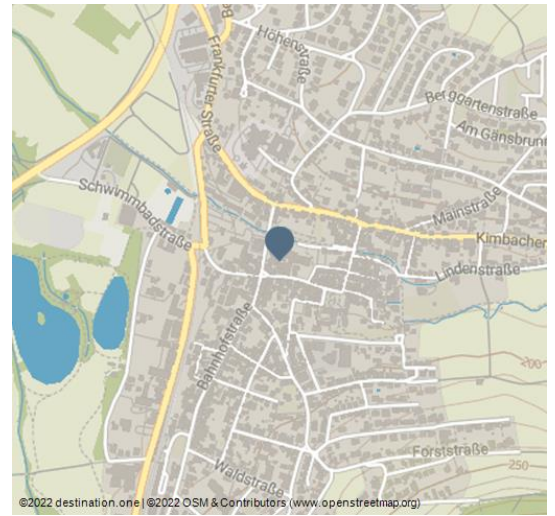 Höhenstraße
Frankfurter Straße
Berggartenstraße
Am Gänsbrunn
Schwimmbadstraße
Mainstraße
Kimbacher
Lindenstraße
Bahnhofstraße
200
Forststraße
250
Waldstraße
©2022 destination.one | ©2022 OSM & Contributors (www.openstreetmap.org)